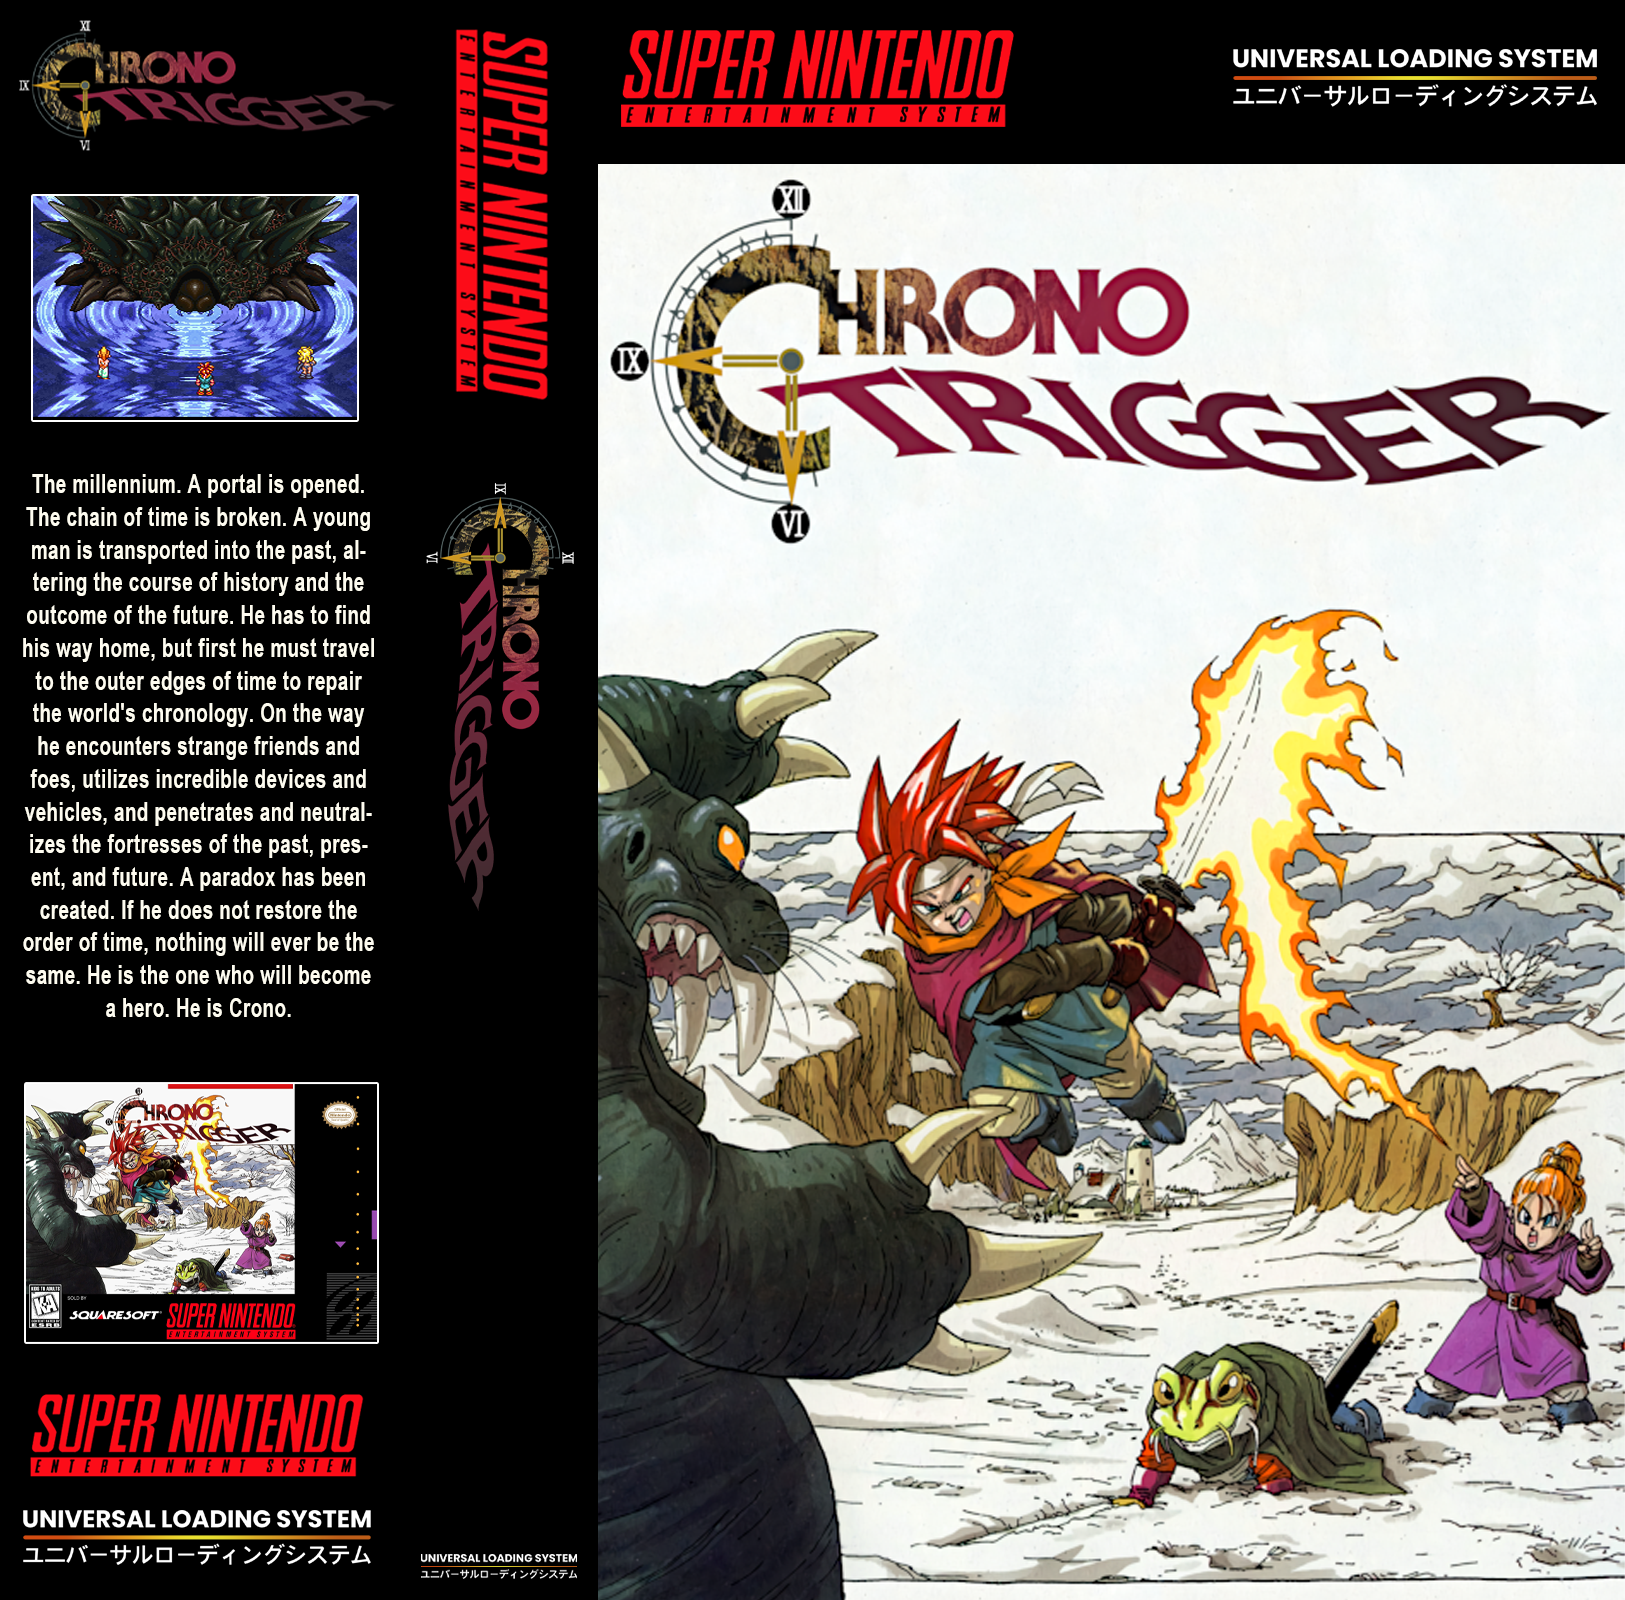 XII
IX
CHRONO
TRIGGER
VI
The millennium. A portal is opened.
The chain of time is broken. A young
man is transported into the past, al-
tering the course of history and the
outcome of the future. He has to find
his way home, but first he must travel
to the outer edges of time to repair
the world's chronology. On the way
he encounters strange friends and
foes, utilizes incredible devices and
vehicles, and penetrates and neutral-
izes the fortresses of the past, pres-
ent, and future. A paradox has been
created. If he does not restore the
order of time, nothing will ever be the
same. He is the one who will become
a hero. He is Crono.
CHRONO
TRIGGER
KIDS TO ADULTS
K-A
ESRB
SOLD BY
SQUARESOFT
SUPER NINTENDO
ENTERTAINMENT SYSTEM
SUPER NINTENDO
ENTERTAINMENT SYSTEM
UNIVERSAL LOADING SYSTEM
ユニバーサルローディングシステム
SUPER NINTENDO
ENTERTAINMENT SYSTEM
XII
IX
CHRONO
TRIGGER
VI
UNIVERSAL LOADING SYSTEM
ユニバーサルローディングシステム
SUPER NINTENDO
ENTERTAINMENT SYSTEM
UNIVERSAL LOADING SYSTEM
ユニバーサルローディングシステム
XII
IX
CHRONO
TRIGGER
VI